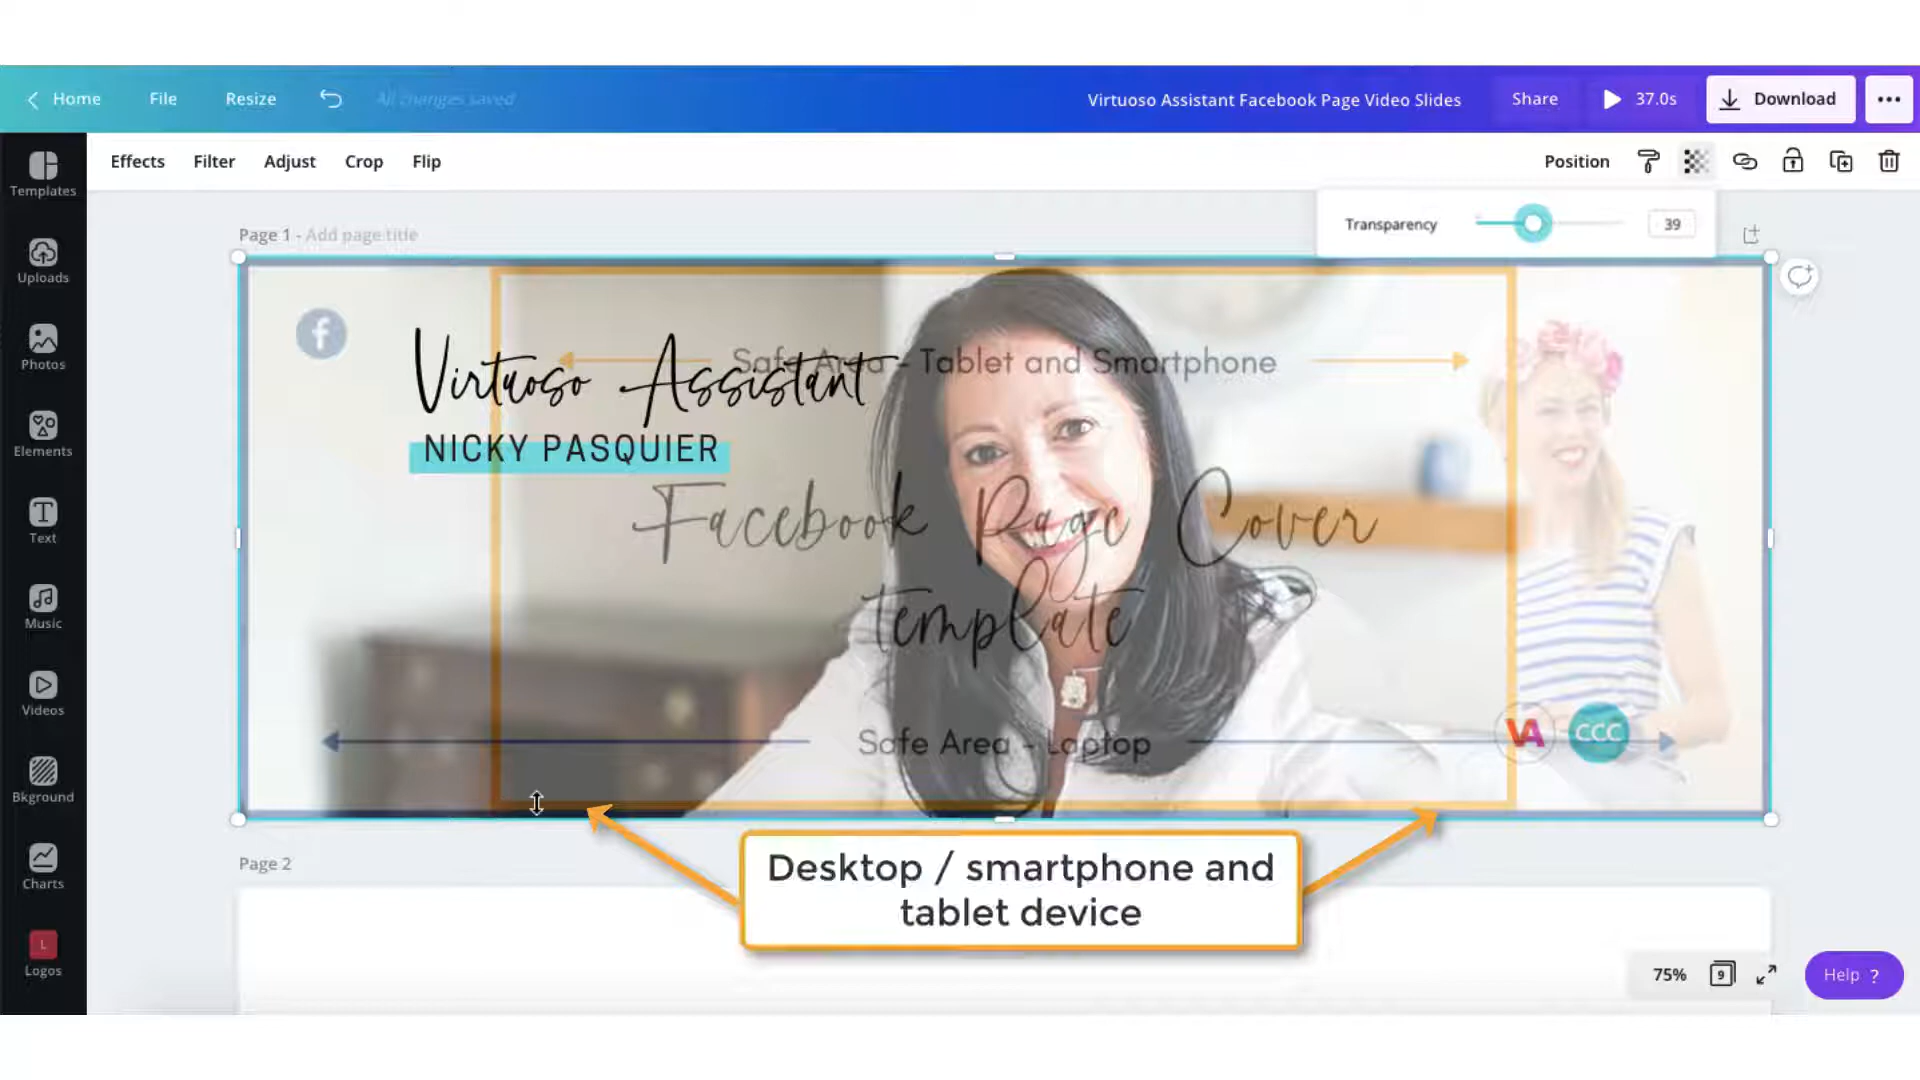 Home File Resize All changes saved Virtuoso Assistant Facebook Page Video Slides Share 37.0s Download
Effects Filter Adjust Crop Flip Position
Transparency 39
Templates
Uploads
Photos
Elements
Text
Music
Videos
Bkground
Charts
L
Logos
Page 1 - Add page title
f
Safe Area - Tablet and Smartphone
Virtuoso Assistant
NICKY PASQUIER
Facebook Page Cover
template
Safe Area - Laptop
VA CCC
Desktop / smartphone and
tablet device
Page 2
75% 9 Help ?